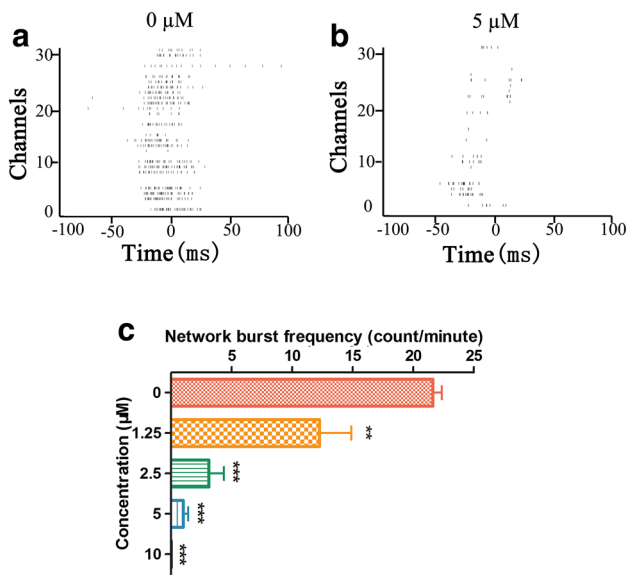 a
0 μM
b
5 μM
Channels
30
20
10
0
-100
-50
0
50
100
Time(ms)
Channels
30
20
10
0
-100
-50
0
50
100
Time(ms)
c
Network burst frequency (count/minute)
5
10
15
20
25
Concentration (μM)
0
1.25
**
2.5
***
5
***
10
***